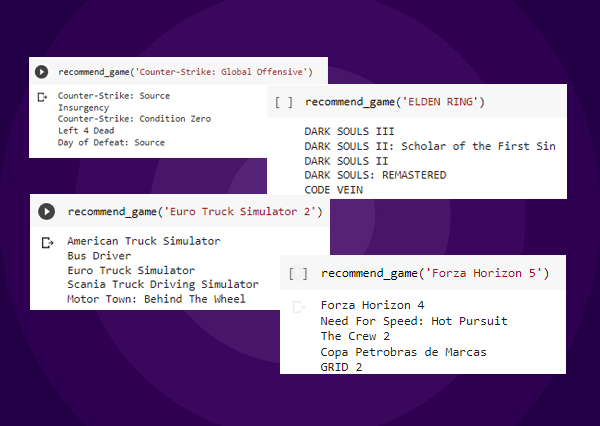 recommend_game('Counter-Strike: Global Offensive')
Counter-Strike: Source
Insurgency
Counter-Strike: Condition Zero
Left 4 Dead
Day of Defeat: Source
[ ] recommend_game('ELDEN RING')
DARK SOULS III
DARK SOULS II: Scholar of the First Sin
DARK SOULS II
DARK SOULS: REMASTERED
CODE VEIN
recommend_game('Euro Truck Simulator 2')
American Truck Simulator
Bus Driver
Euro Truck Simulator
Scania Truck Driving Simulator
Motor Town: Behind The Wheel
[ ] recommend_game('Forza Horizon 5')
Forza Horizon 4
Need For Speed: Hot Pursuit
The Crew 2
Copa Petrobras de Marcas
GRID 2